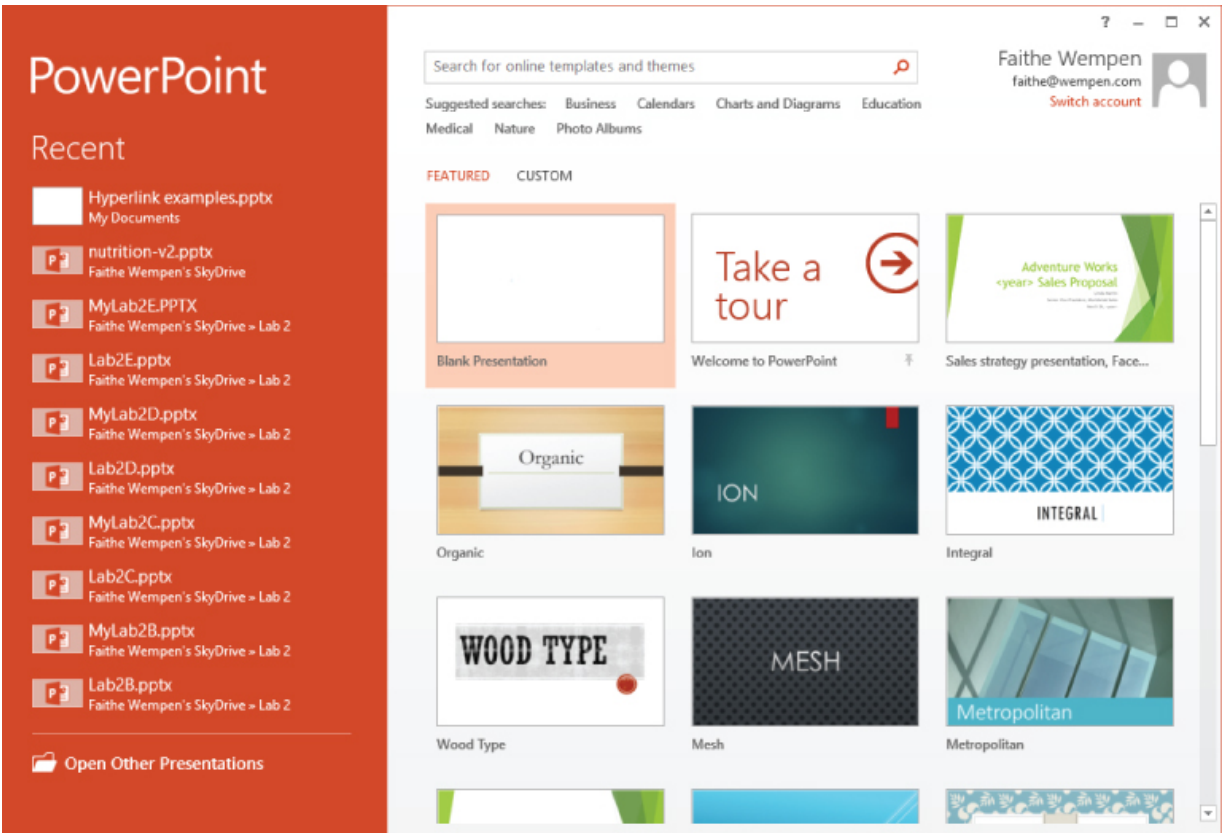 PowerPoint
Recent
Hyperlink examples.pptx
My Documents
nutrition-v2.pptx
Faithe Wempen's SkyDrive
MyLab2E.PPTX
Faithe Wempen's SkyDrive » Lab 2
Lab2E.pptx
Faithe Wempen's SkyDrive » Lab 2
MyLab2D.pptx
Faithe Wempen's SkyDrive » Lab 2
Lab2D.pptx
Faithe Wempen's SkyDrive » Lab 2
MyLab2C.pptx
Faithe Wempen's SkyDrive » Lab 2
Lab2C.pptx
Faithe Wempen's SkyDrive » Lab 2
MyLab2B.pptx
Faithe Wempen's SkyDrive » Lab 2
Lab2B.pptx
Faithe Wempen's SkyDrive » Lab 2
Open Other Presentations
?
Search for online templates and themes
Faithe Wempen
faithe@wempen.com
Switch account
Suggested searches: Business Calendars Charts and Diagrams Education
Medical Nature Photo Albums
FEATURED CUSTOM
Take a
tour
Adventure Works
<year> Sales Proposal
Blank Presentation
Welcome to PowerPoint
Sales strategy presentation, Face...
Organic
ION
INTEGRAL
Organic
Ion
Integral
WOOD TYPE
MESH
Metropolitan
Wood Type
Mesh
Metropolitan